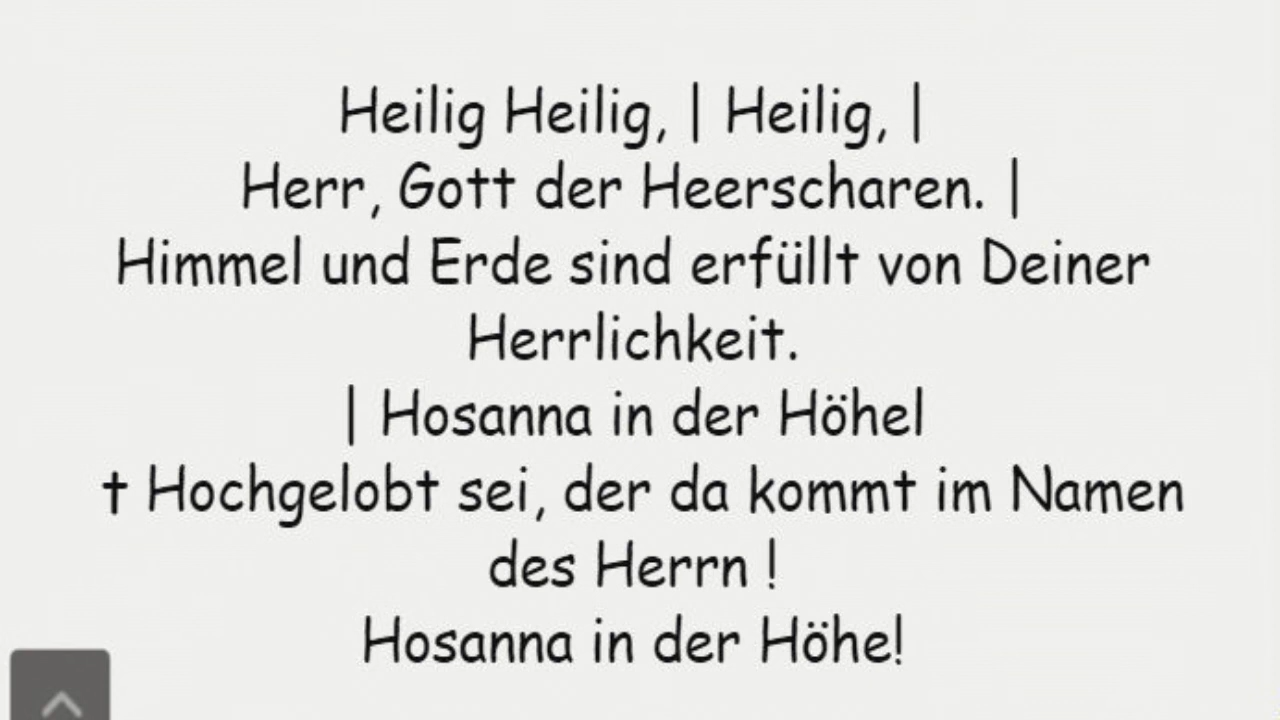 Heilig Heilig, | Heilig, |
Herr, Gott der Heerscharen. |
Himmel und Erde sind erfüllt von Deiner
Herrlichkeit.
| Hosanna in der Höhel
† Hochgelobt sei, der da kommt im Namen
des Herrn !
Hosanna in der Höhe!